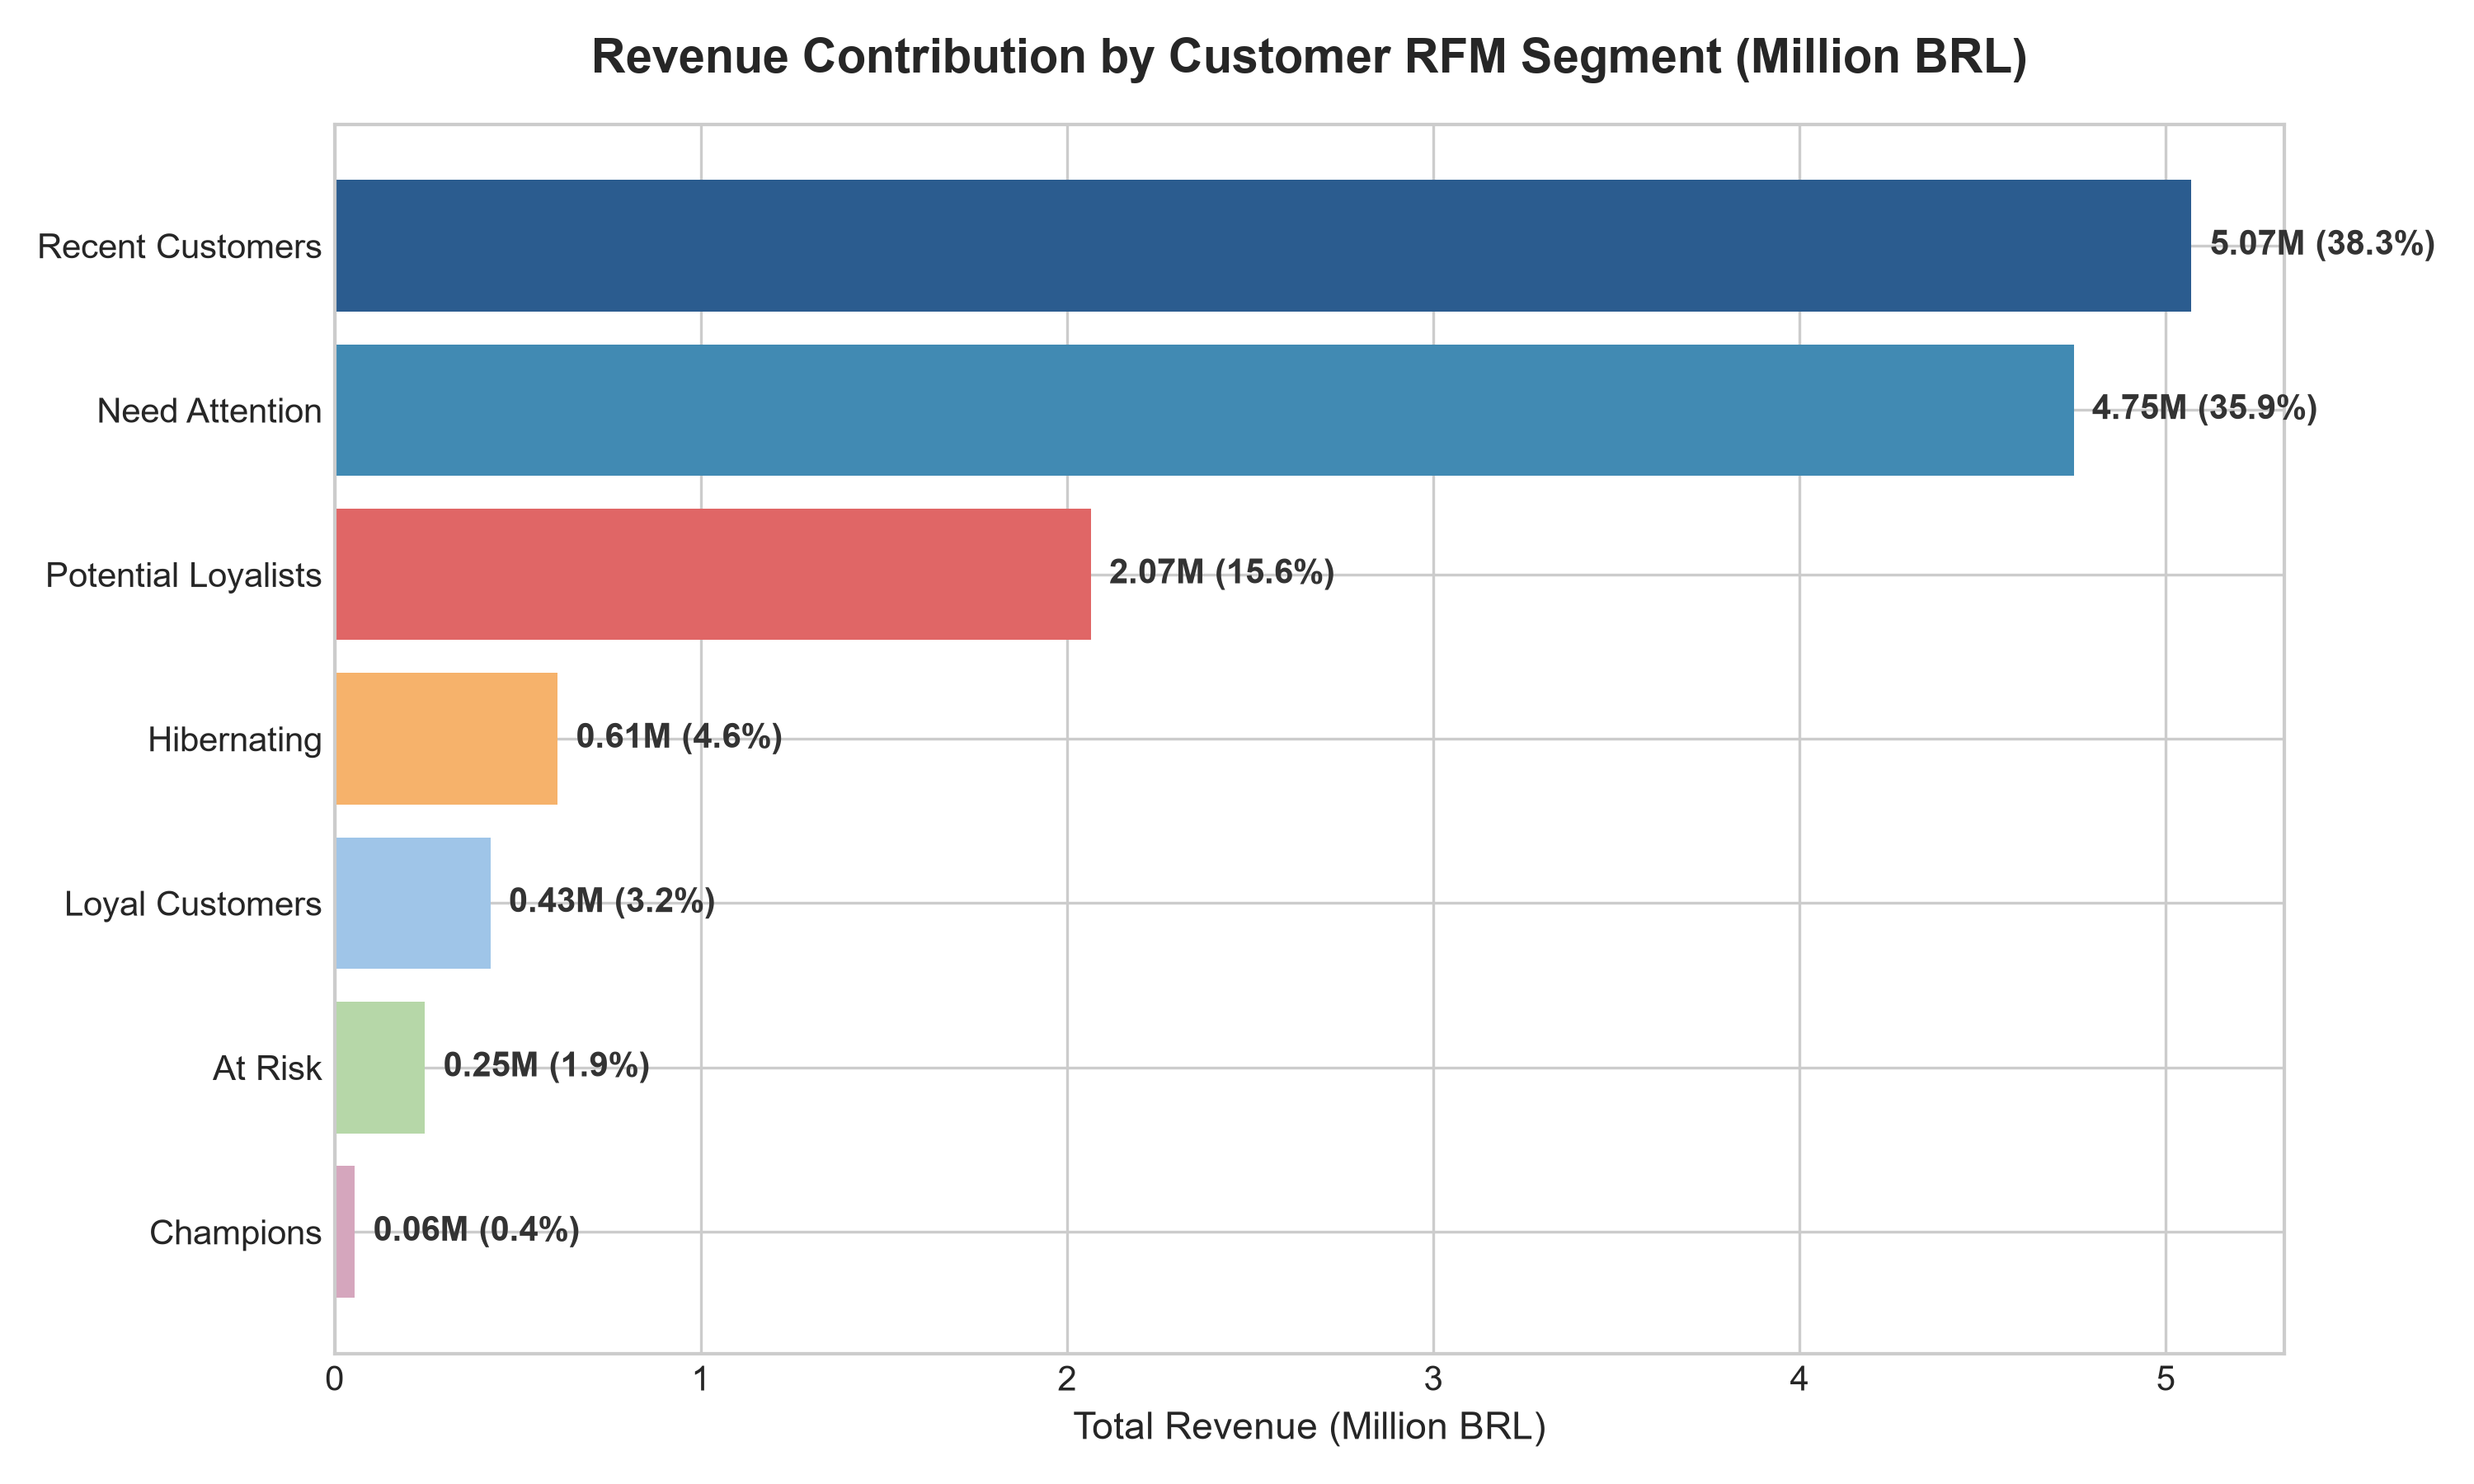 Revenue Contribution by Customer RFM Segment (Million BRL)
Recent Customers 5.07M (38.3%)
Need Attention 4.75M (35.9%)
Potential Loyalists 2.07M (15.6%)
Hibernating 0.61M (4.6%)
Loyal Customers 0.43M (3.2%)
At Risk 0.25M (1.9%)
Champions 0.06M (0.4%)
0 1 2 3 4 5
Total Revenue (Million BRL)